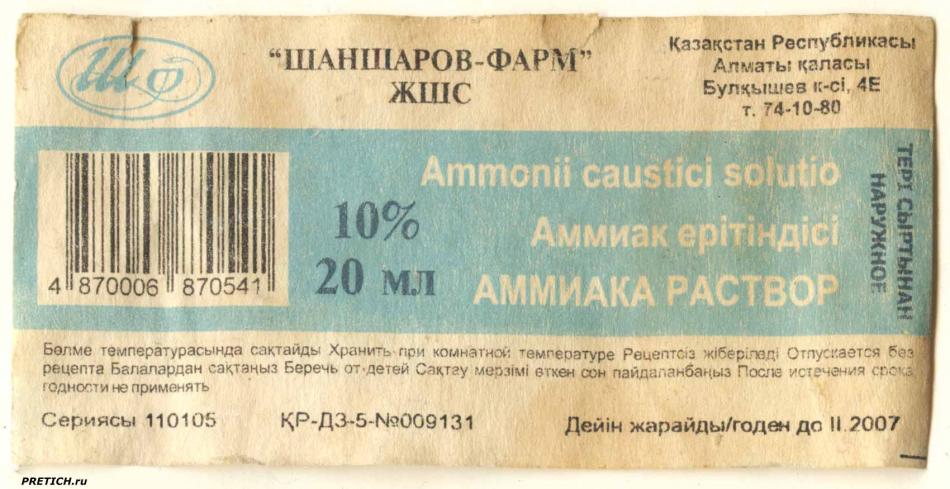 ШФ
"ШАНШАРОВ-ФАРМ"
ЖШС
Қазақстан Республикасы
Алматы қаласы
Булқышев к-сі, 4Е
т. 74-10-80
Ammonii caustici solutio
10%
Аммиак ерітіндісі
20 мл
АММИАКА РАСТВОР
ТЕРІ СЫРТЫНАН
НАРУЖНОЕ
4 870006 870541
Бөлме температурасында сақтайды Хранить при комнатной температуре Рецептсіз жіберіледі Отпускается без
рецепта Балалардан сақтаңыз Беречь от детей Сақтау мерзімі өткен сон пайдаланбаңыз После истечения срока
годности не применять
Сериясы 110105
ҚР-ДЗ-5-№009131
Дейін жарайды/годен до II.2007
PRETICH.ru